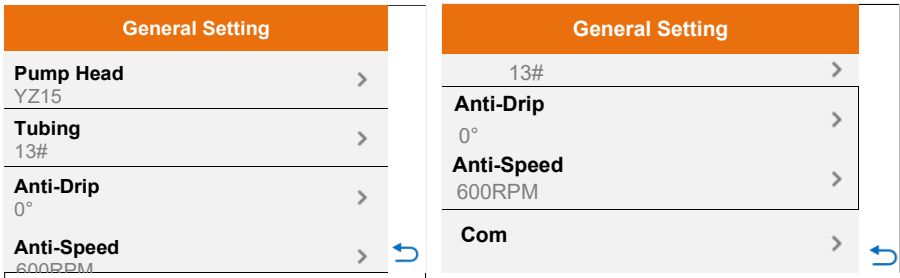 General Setting
Pump Head
YZ15
Tubing
13#
Anti-Drip
0°
Anti-Speed
600RPM
General Setting
13#
Anti-Drip
0°
Anti-Speed
600RPM
Com